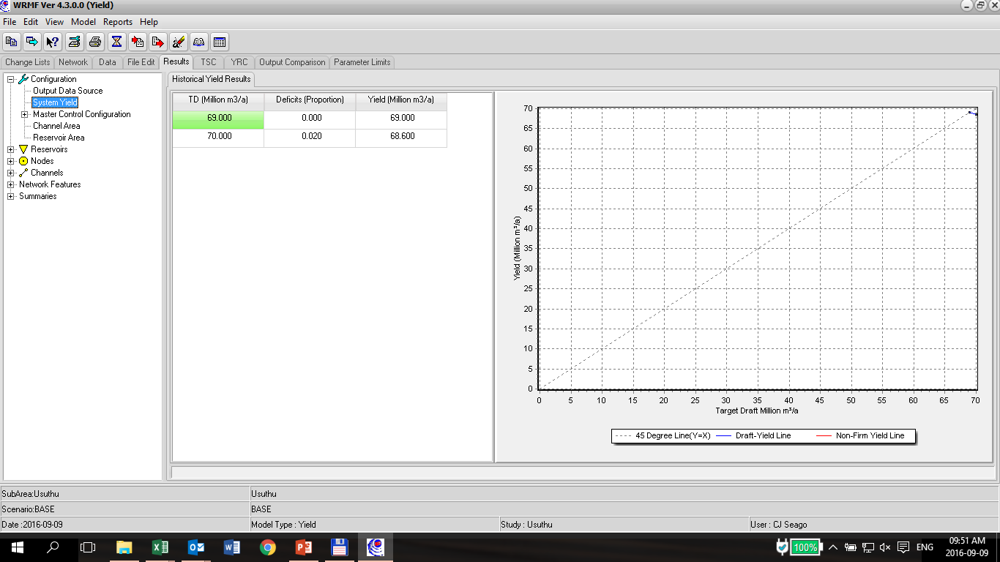 WRMF Ver 4.3.0.0 (Yield)
File Edit View Model Reports Help
Change Lists Network Data File Edit Results TSC YRC Output Comparison Parameter Limits
Configuration
Output Data Source
System Yield
Master Control Configuration
Channel Area
Reservoir Area
Reservoirs
Nodes
Channels
Network Features
Summaries
Historical Yield Results
TD (Million m3/a) Deficits (Proportion) Yield (Million m3/a)
69.000 0.000 69.000
70.000 0.020 68.600
Yield (Million m³/a)
70
65
60
55
50
45
40
35
30
25
20
15
10
5
0
0 5 10 15 20 25 30 35 40 45 50 55 60 65 70
Target Draft Million m³/a
45 Degree Line(Y=X) Draft-Yield Line Non-Firm Yield Line
SubArea:Usuthu Usuthu
Scenario:BASE BASE
Date :2016-09-09 Model Type : Yield Study : Usuthu User : CJ Seago
100% ENG 09:51 AM
2016-09-09